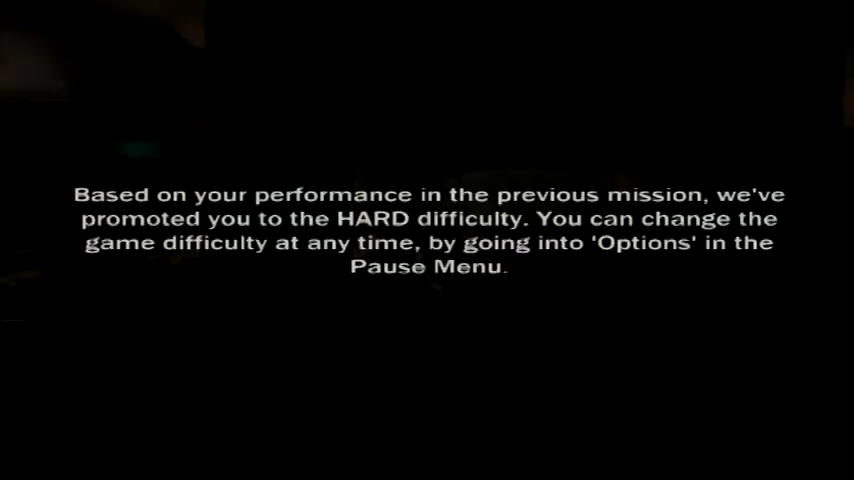 Based on your performance in the previous mission, we've
promoted you to the HARD difficulty. You can change the
game difficulty at any time, by going into 'Options' in the
Pause Menu.